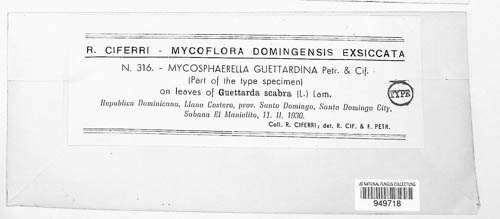 R. CIFERRI - MYCOFLORA DOMINGENSIS EXSICCATA
N. 316. - MYCOSPHAERELLA GUETTARDINA Petr. & Cif.
(Part of the type specimen)
on leaves of Guettarda scabra (L.) Lam.
TYPE
Republica Dominicana, Llana Costera, prov. Santo Domingo, Santo Domingo City,
Sabana El Manielito, 11. II. 1930.
Coll. R. CIFERRI; det. R. CIF. & F. PETR.
US NATIONAL FUNGUS COLLECTIONS
949718